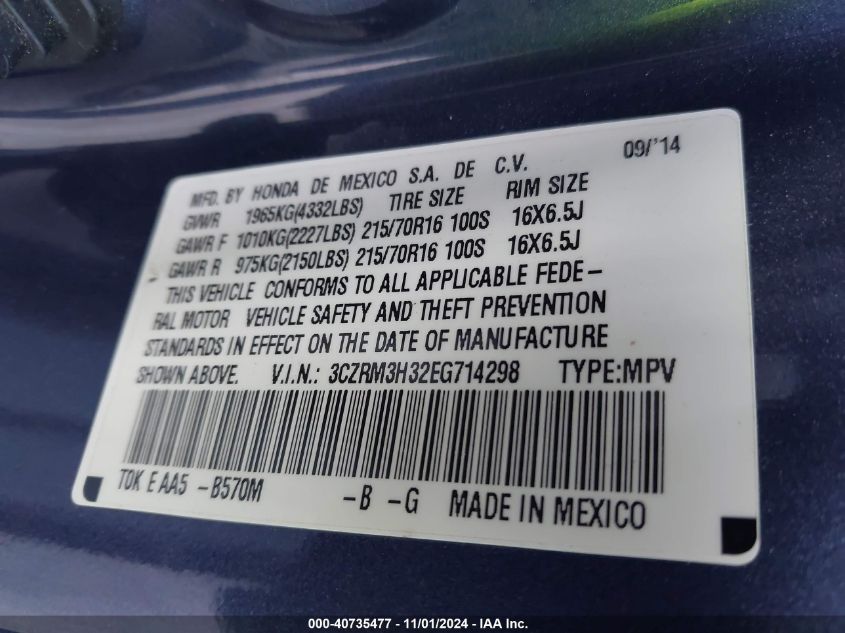 09/'14
MFD. BY HONDA DE MEXICO S.A. DE C.V.
GVWR 1965KG(4332LBS) TIRE SIZE RIM SIZE
GAWR F 1010KG(2227LBS) 215/70R16 100S 16X6.5J
GAWR R 975KG(2150LBS) 215/70R16 100S 16X6.5J
THIS VEHICLE CONFORMS TO ALL APPLICABLE FEDE-
RAL MOTOR VEHICLE SAFETY AND THEFT PREVENTION
STANDARDS IN EFFECT ON THE DATE OF MANUFACTURE
SHOWN ABOVE. V.I.N.: 3CZRM3H32EG714298 TYPE:MPV
T0K E AA5 -B570M -B -G MADE IN MEXICO
000-40735477 - 11/01/2024 - IAA Inc.